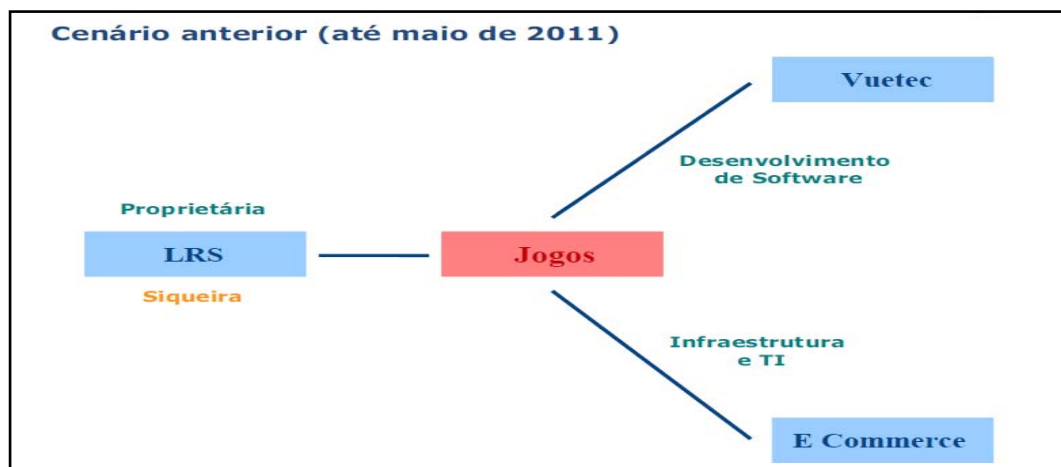 Cenário anterior (até maio de 2011)
Vuetec
Desenvolvimento
de Software
Proprietária
LRS
Jogos
Siqueira
Infraestrutura
e TI
E Commerce